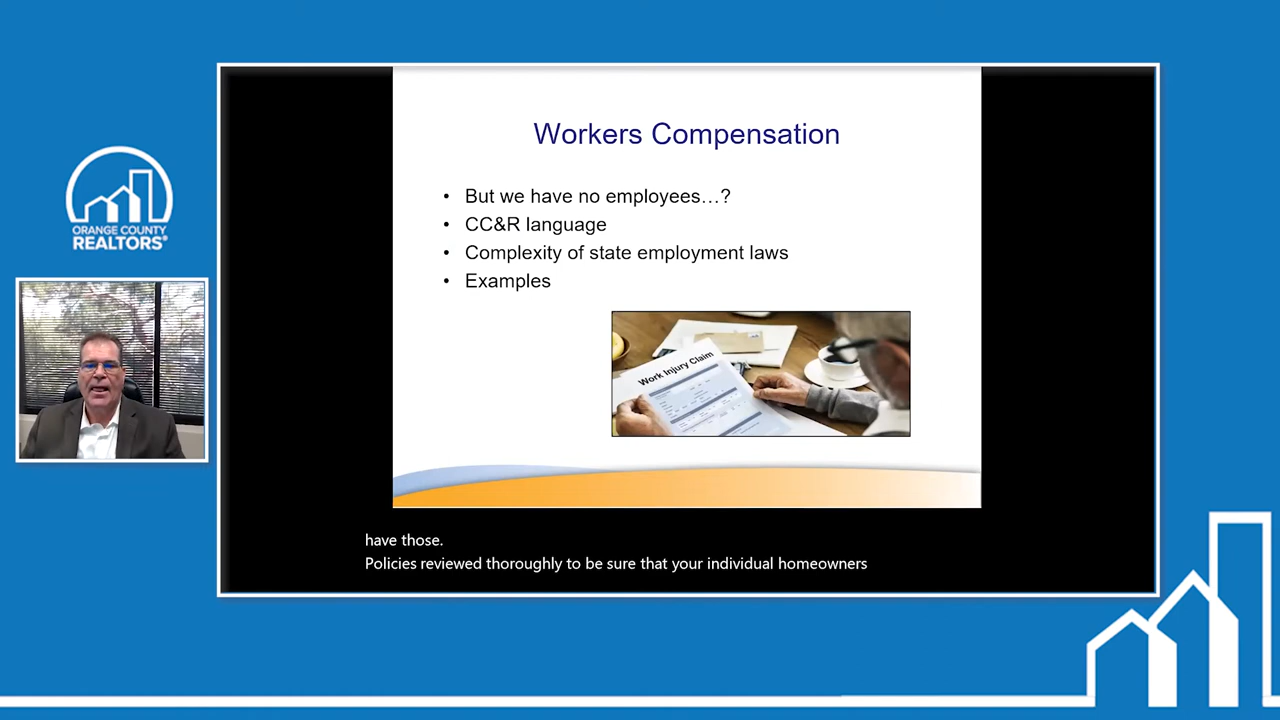 ORANGE COUNTY
REALTORS®
Workers Compensation
• But we have no employees…?
• CC&R language
• Complexity of state employment laws
• Examples
Work Injury Claim
have those.
Policies reviewed thoroughly to be sure that your individual homeowners